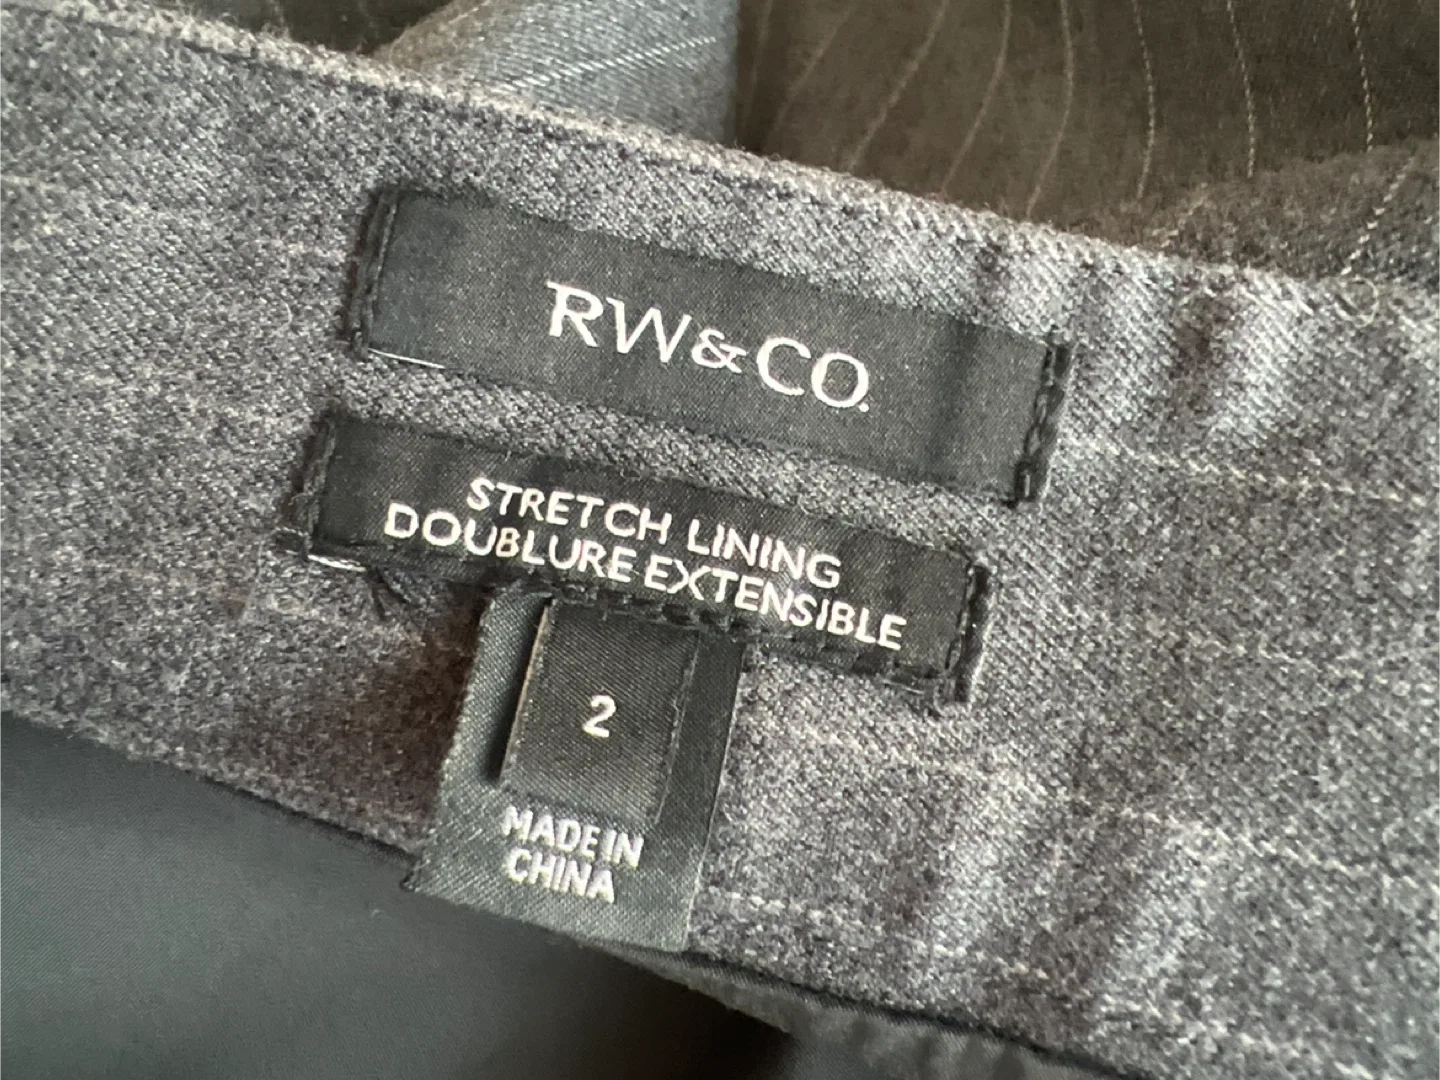 RW&CO.
STRETCH LINING
DOUBLURE EXTENSIBLE
2
MADE IN
CHINA